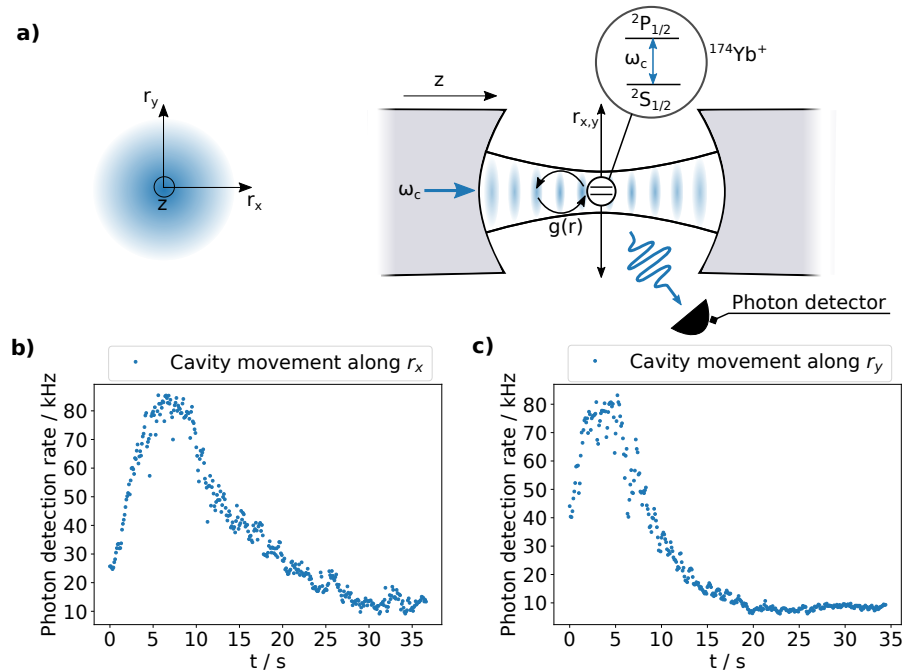 a)
r_y
z
r_x
z
ω_c
g(r)
r_x,y
²P_1/2
ω_c
²S_1/2
¹⁷⁴Yb⁺
Photon detector
b)
Cavity movement along r_x
Photon detection rate / kHz
80
70
60
50
40
30
20
10
0 5 10 15 20 25 30 35
t / s
c)
Cavity movement along r_y
Photon detection rate / kHz
80
70
60
50
40
30
20
10
0 5 10 15 20 25 30 35
t / s